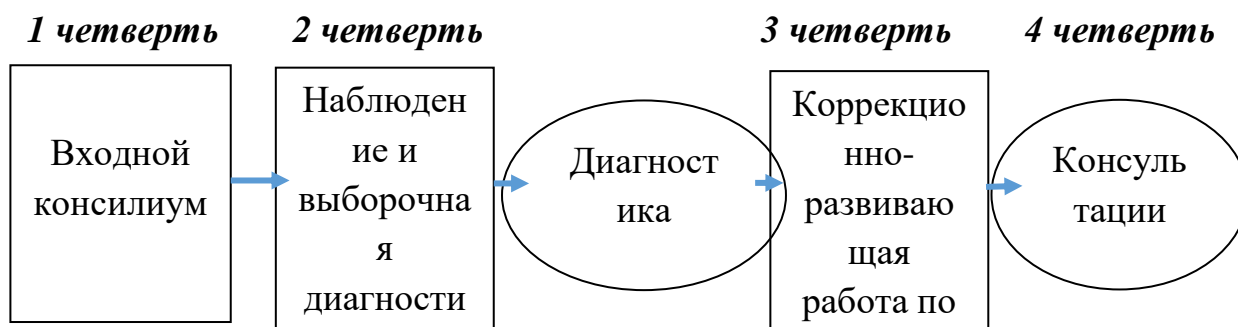 1 четверть
2 четверть
3 четверть
4 четверть
Входной
консилиум
Наблюден
ие и
выборочна
я
диагности
Диагност
ика
Коррекцио
нно-
развиваю
щая
работа по
Консуль
тации